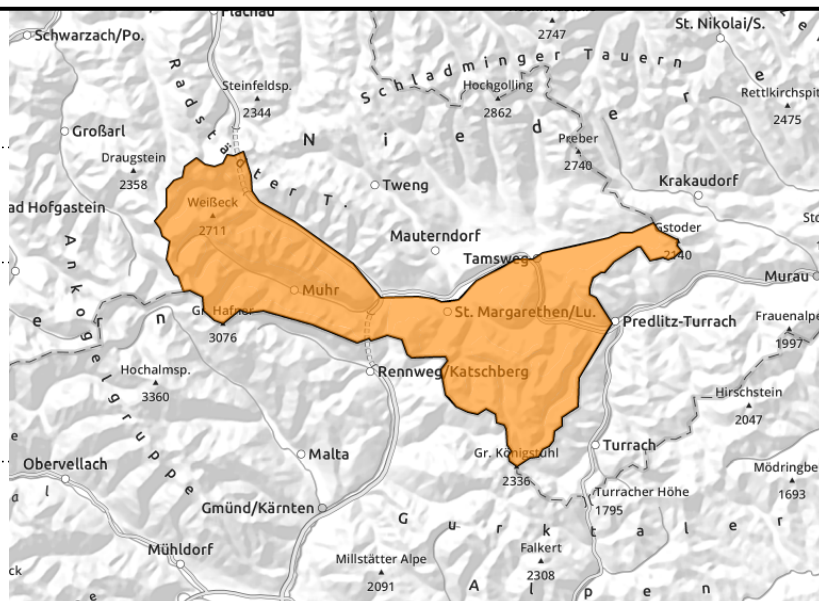 Flachau
2747
St. Nikolai/S.
Schwarzach/Po.
Schladminger Tauern
Steinfeldsp.
2344
Hochgolling
2862
Rettlkirchspit
2475
Radstädter T.
Großarl
Nieder
Preber
2740
Draugstein
2358
Tweng
Krakaudorf
ad Hofgastein
Weißeck
2711
Mauterndorf
Gstoder
2140
Tamsweg
Murau
Muhr
Gr. Hafner
3076
St. Margarethen/Lu.
Predlitz-Turrach
Frauenalpe
1997
Ankogelgruppe
Hochalmsp.
3360
Rennweg/Katschberg
Hirschstein
2047
Malta
Gr. Königstuhl
2336
Turrach
Obervellach
Mödringbe
1693
Turracher Höhe
1795
Gmünd/Kärnten
Gurktaler
Alpen
Mühldorf
Millstätter Alpe
2091
Falkert
2308
ck